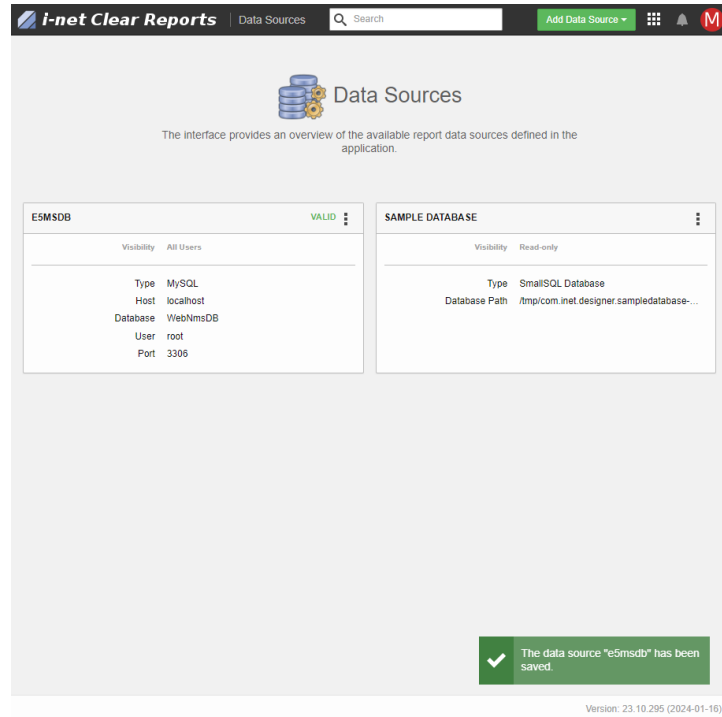 i-net Clear Reports
Data Sources
Search
Add Data Source
M
Data Sources
The interface provides an overview of the available report data sources defined in the
application.
E5MSDB
VALID
Visibility All Users
Type MySQL
Host localhost
Database WebNmsDB
User root
Port 3306
SAMPLE DATABASE
Visibility Read-only
Type SmallSQL Database
Database Path /tmp/com.inet.designer.sampledatabase-...
The data source "e5msdb" has been
saved.
Version: 23.10.295 (2024-01-16)